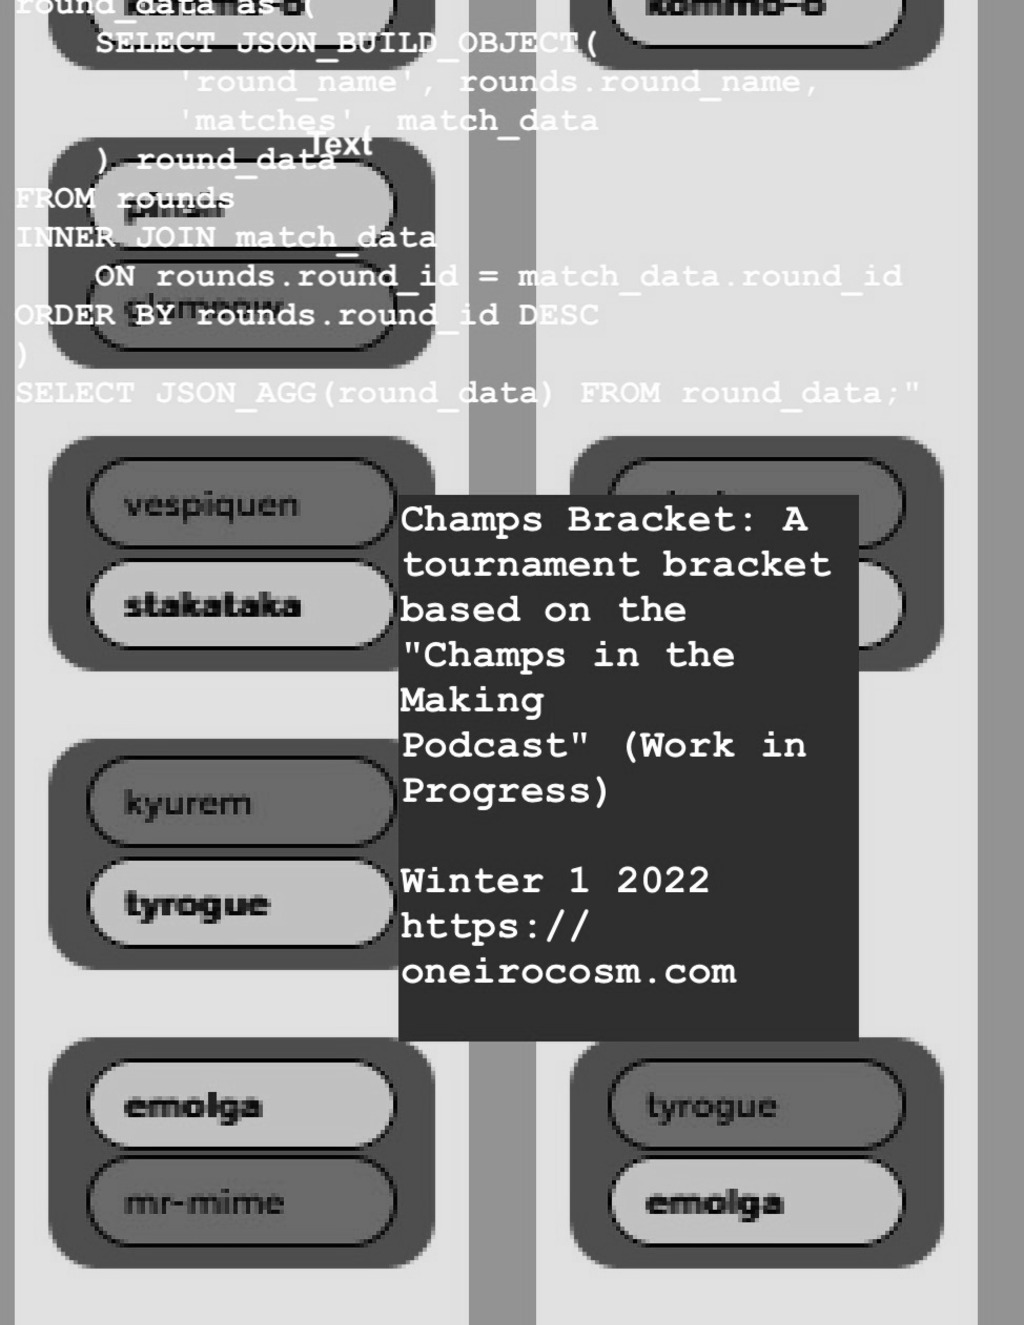 round_data as (
kommo-o
SELECT JSON_BUILD_OBJECT(
'round_name', rounds.round_name,
'matches', match_data
Text
) round_data
FROM rounds
INNER JOIN match_data
ON rounds.round_id = match_data.round_id
glameow
ORDER BY rounds.round_id DESC
)
SELECT JSON_AGG(round_data) FROM round_data;"
vespiquen
stakataka
Champs Bracket: A
tournament bracket
based on the
"Champs in the
Making
Podcast" (Work in
Progress)
Winter 1 2022
https://
oneirocosm.com
kyurem
tyrogue
emolga
mr-mime
tyrogue
emolga